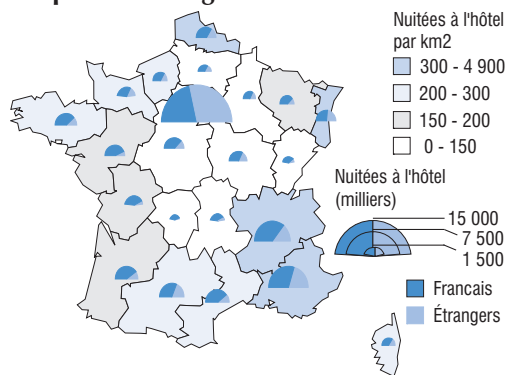 Nuitées à l'hôtel
par km2
300 - 4 900
200 - 300
150 - 200
0 - 150
Nuitées à l'hôtel
(milliers)
15 000
7 500
1 500
Francais
Étrangers